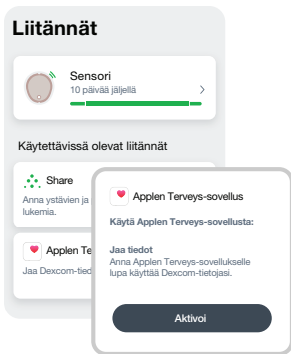 Liitännät
Sensori
10 päivää jäljellä
Käytettävissä olevat liitännät
Share
Anna ystävien ja
lukemia.
Applen Te
Jaa Dexcom-tied
Applen Terveys-sovellus
Käytä Applen Terveys-sovellusta:
Jaa tiedot
Anna Applen Terveys-sovellukselle
lupa käyttää Dexcom-tietojasi.
Aktivoi